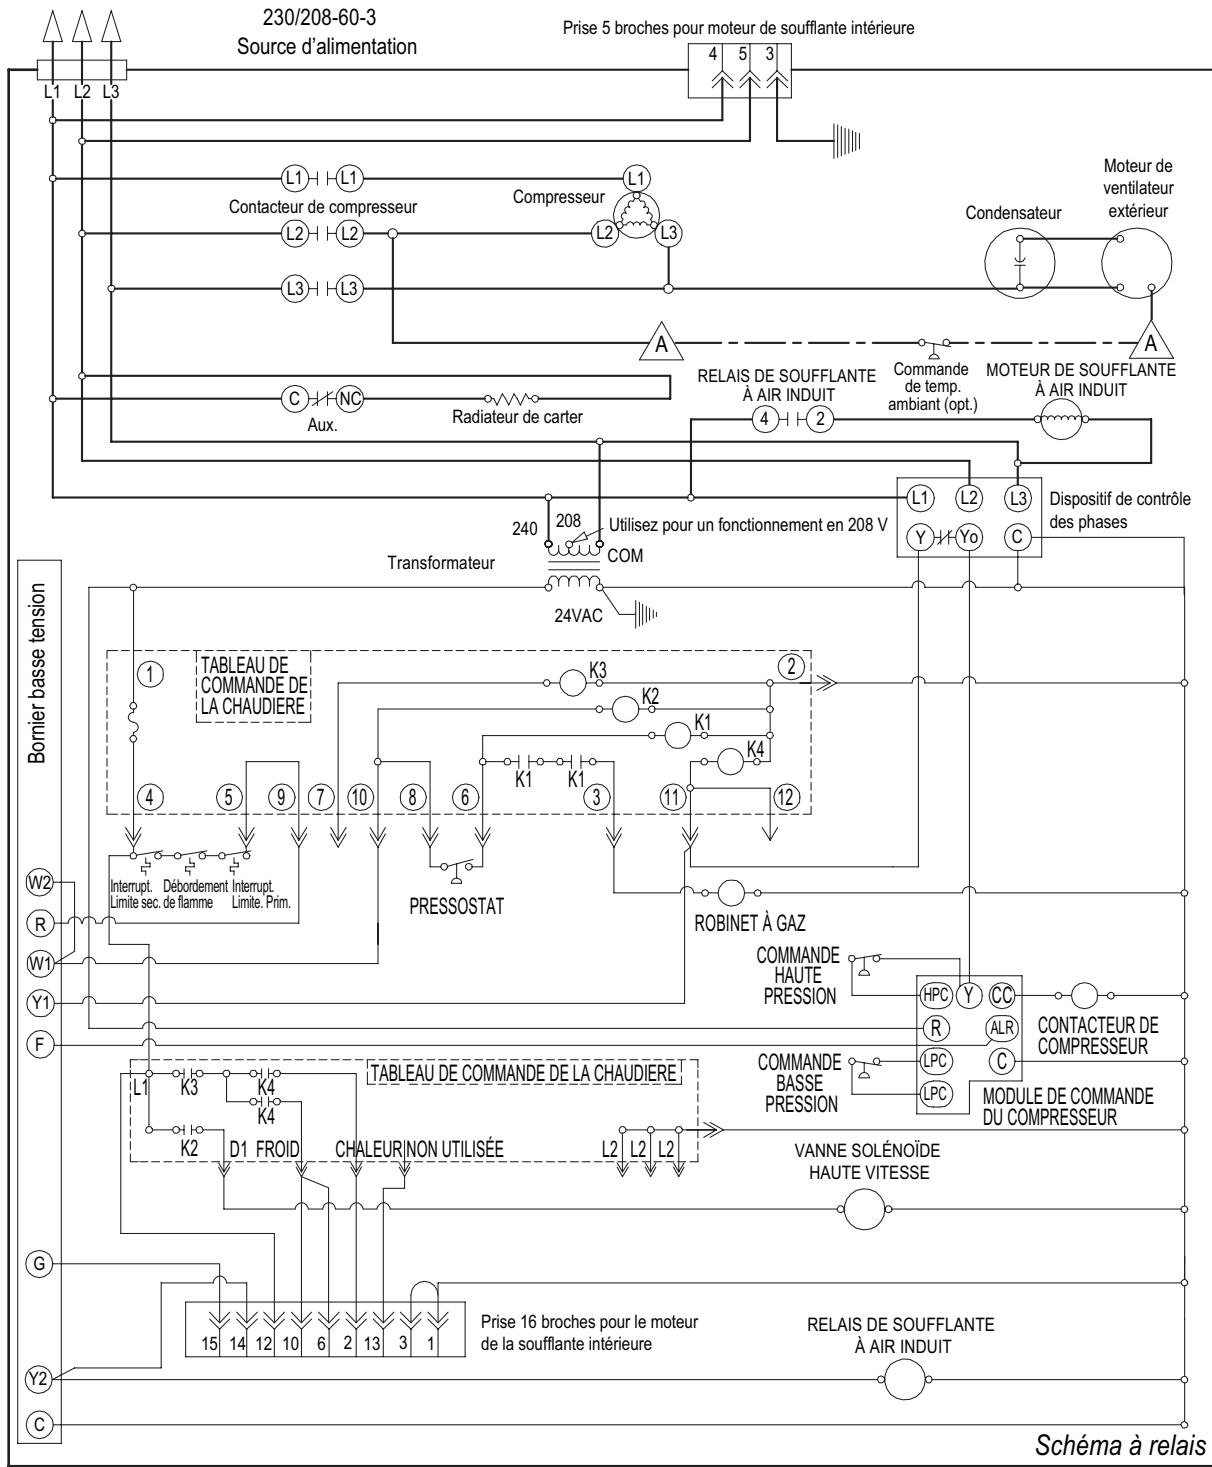 230/208-60-3
Source d'alimentation
Prise 5 broches pour moteur de soufflante intérieure
4 5 3
L1 L2 L3
L1 L1
L1
Contacteur de compresseur
Compresseur
L2 L2
L2 L3
L3 L3
Condensateur
Moteur de
ventilateur
extérieur
A
A
C NC
Aux.
Radiateur de carter
RELAIS DE SOUFFLANTE
À AIR INDUIT
4 2
Commande
de temp.
ambiant (opt.)
MOTEUR DE SOUFFLANTE
À AIR INDUIT
L1 L2 L3
Y Yo C
Dispositif de contrôle
des phases
240
208
Utilisez pour un fonctionnement en 208 V
COM
Transformateur
24VAC
Bornier basse tension
1
TABLEAU DE
COMMANDE DE
LA CHAUDIERE
K3
2
K2
K1
K4
K1 K1
4 5 9 7 10 8 6 3 11 12
Interrupt.
Limite sec.
Débordement
de flamme
Interrupt.
Limite. Prim.
PRESSOSTAT
ROBINET À GAZ
W2
R
W1
Y1
F
COMMANDE
HAUTE
PRESSION
HPC Y CC
R ALR
LPC C
LPC
CONTACTEUR DE
COMPRESSEUR
COMMANDE
BASSE
PRESSION
MODULE DE COMMANDE
DU COMPRESSEUR
L1 K3 K4
TABLEAU DE COMMANDE DE LA CHAUDIERE
K4
K2 D1 FROID CHALEUR NON UTILISÉE L2 L2 L2
VANNE SOLÉNOÏDE
HAUTE VITESSE
G
15 14 12 10 6 2 13 3 1
Prise 16 broches pour le moteur
de la soufflante intérieure
RELAIS DE SOUFFLANTE
À AIR INDUIT
Y2
C
Schéma à relais